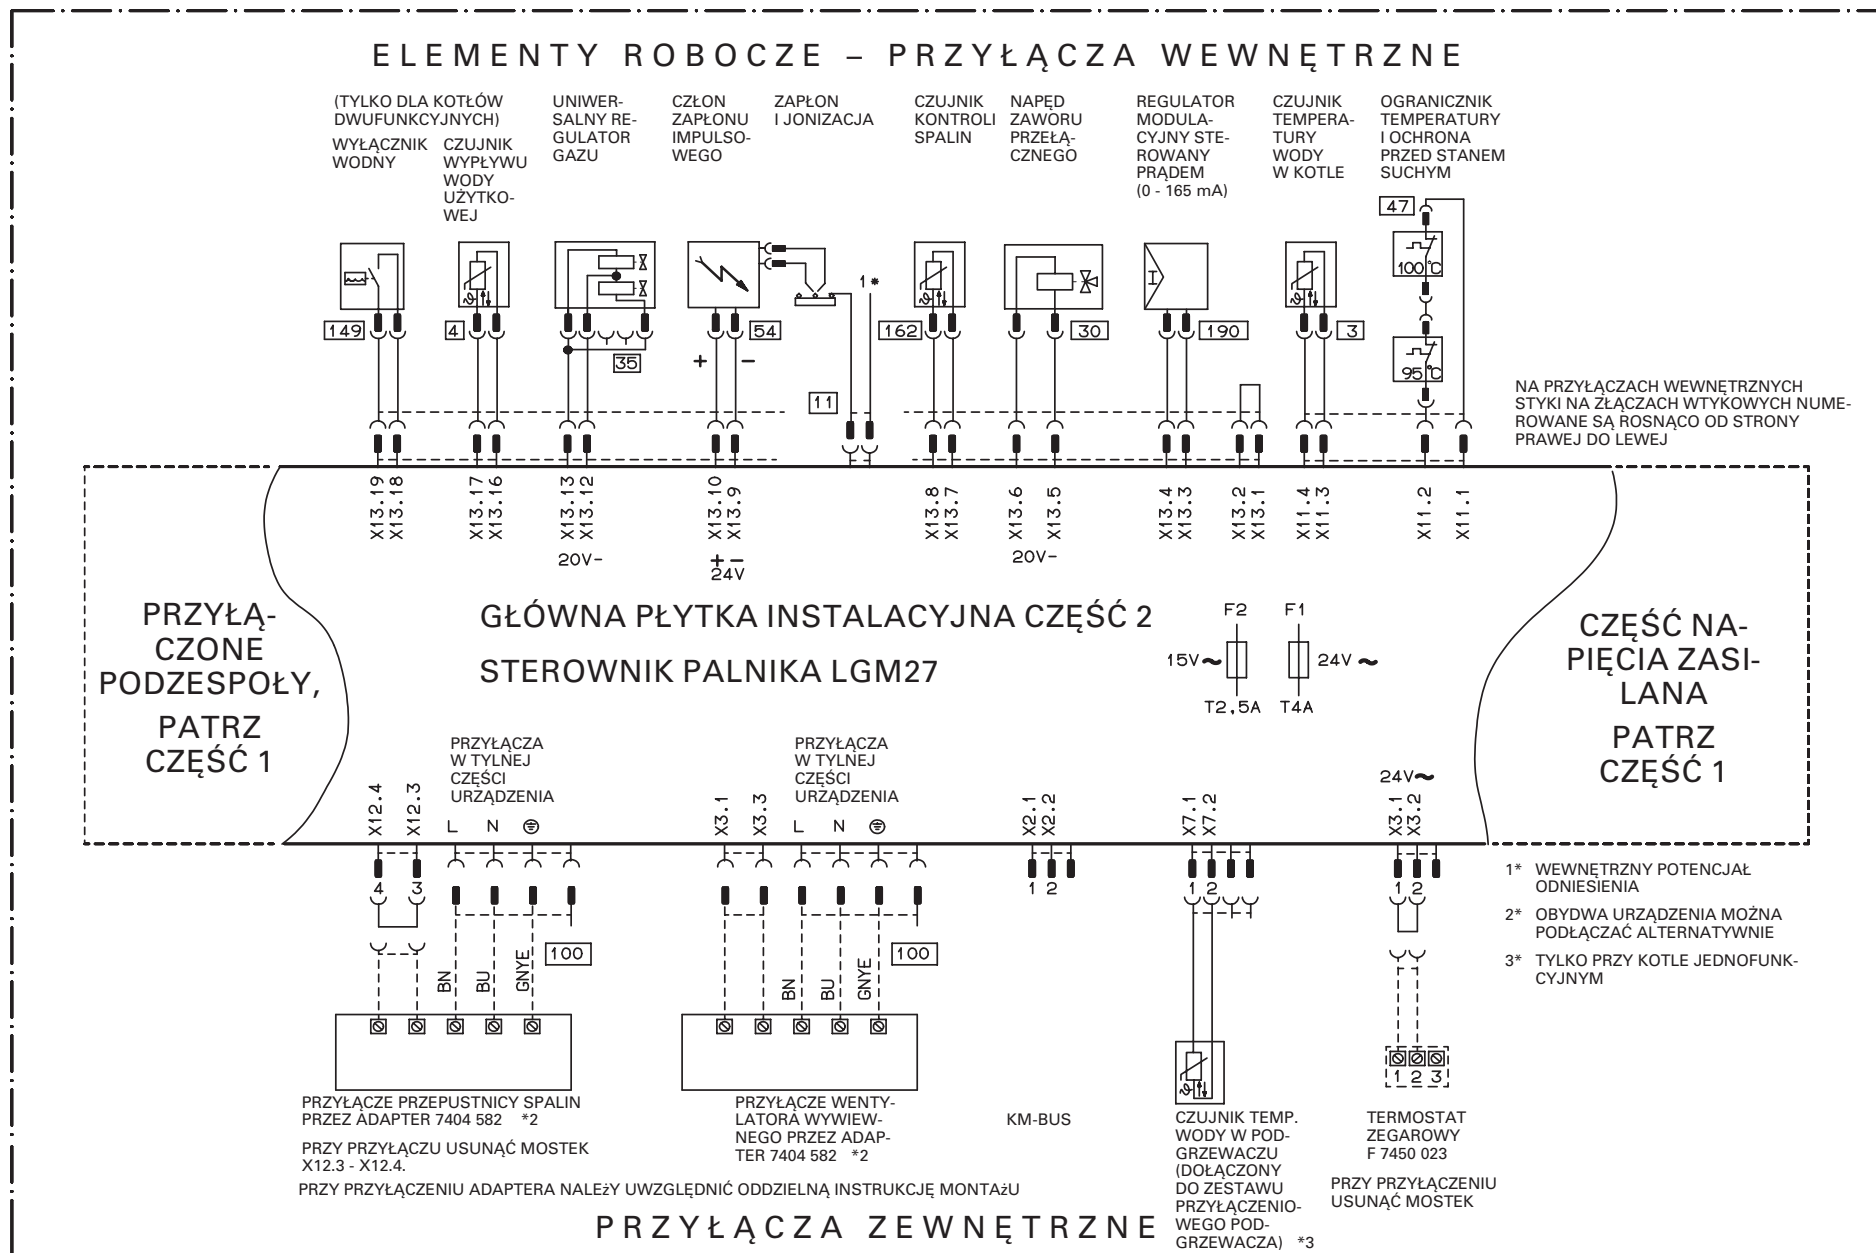 ELEMENTY ROBOCZE – PRZYŁĄCZA WEWNĘTRZNE
(TYLKO DLA KOTŁÓW
DWUFUNKCYJNYCH)
WYŁĄCZNIK
WODNY
CZUJNIK
WYPŁYWU
WODY
UŻYTKO-
WEJ
UNIWER-
SALNY RE-
GULATOR
GAZU
CZŁON
ZAPŁONU
IMPULSO-
WEGO
ZAPŁON
I JONIZACJA
CZUJNIK
KONTROLI
SPALIN
NAPĘD
ZAWORU
PRZEŁĄ-
CZNEGO
REGULATOR
MODULA-
CYJNY STE-
ROWANY
PRĄDEM
(0 - 165 mA)
CZUJNIK
TEMPERA-
TURY
WODY
W KOTLE
OGRANICZNIK
TEMPERATURY
I OCHRONA
PRZED STANEM
SUCHYM
47
100°C
1*
149
4
35
54
+ −
162
30
190
3
95°C
11
NA PRZYŁĄCZACH WEWNĘTRZNYCH
STYKI NA ZŁĄCZACH WTYKOWYCH NUME-
ROWANE SĄ ROSNĄCO OD STRONY
PRAWEJ DO LEWEJ
X13.19
X13.18
X13.17
X13.16
X13.13
X13.12
X13.10
X13.9
X13.8
X13.7
X13.6
X13.5
X13.4
X13.3
X13.2
X13.1
X11.4
X11.3
X11.2
X11.1
20V-
+ −
24V
20V-
PRZYŁĄ-
CZONE
PODZESPOŁY,
PATRZ
CZĘŚĆ 1
GŁÓWNA PŁYTKA INSTALACYJNA CZĘŚĆ 2
STEROWNIK PALNIKA LGM27
F2
15V~
T2,5A
F1
24V ~
T4A
CZĘŚĆ NA-
PIĘCIA ZASI-
LANA
PATRZ
CZĘŚĆ 1
X12.4
X12.3
PRZYŁĄCZA
W TYLNEJ
CZĘŚCI
URZĄDZENIA
L N
X3.1
X3.3
PRZYŁĄCZA
W TYLNEJ
CZĘŚCI
URZĄDZENIA
L N
X2.1
X2.2
X7.1
X7.2
24V~
X3.1
X3.2
4 3
1 2
1 2
1 2
100
100
BN
BU
GNYE
BN
BU
GNYE
1 2 3
1* WEWNĘTRZNY POTENCJAŁ
ODNIESIENIA
2* OBYDWA URZĄDZENIA MOŻNA
PODŁĄCZAĆ ALTERNATYWNIE
3* TYLKO PRZY KOTLE JEDNOFUNK-
CYJNYM
PRZYŁĄCZE PRZEPUSTNICY SPALIN
PRZEZ ADAPTER 7404 582 *2
PRZY PRZYŁĄCZU USUNĄĆ MOSTEK
X12.3 - X12.4.
PRZYŁĄCZE WENTY-
LATORA WYWIEW-
NEGO PRZEZ ADAP-
TER 7404 582 *2
PRZY PRZYŁĄCZENIU ADAPTERA NALEżY UWZGLĘDNIĆ ODDZIELNĄ INSTRUKCJĘ MONTAżU
KM-BUS
CZUJNIK TEMP.
WODY W POD-
GRZEWACZU
(DOŁĄCZONY
DO ZESTAWU
PRZYŁĄCZENIO-
WEGO POD-
GRZEWACZA) *3
TERMOSTAT
ZEGAROWY
F 7450 023
PRZY PRZYŁĄCZENIU
USUNĄĆ MOSTEK
PRZYŁĄCZA ZEWNĘTRZNE